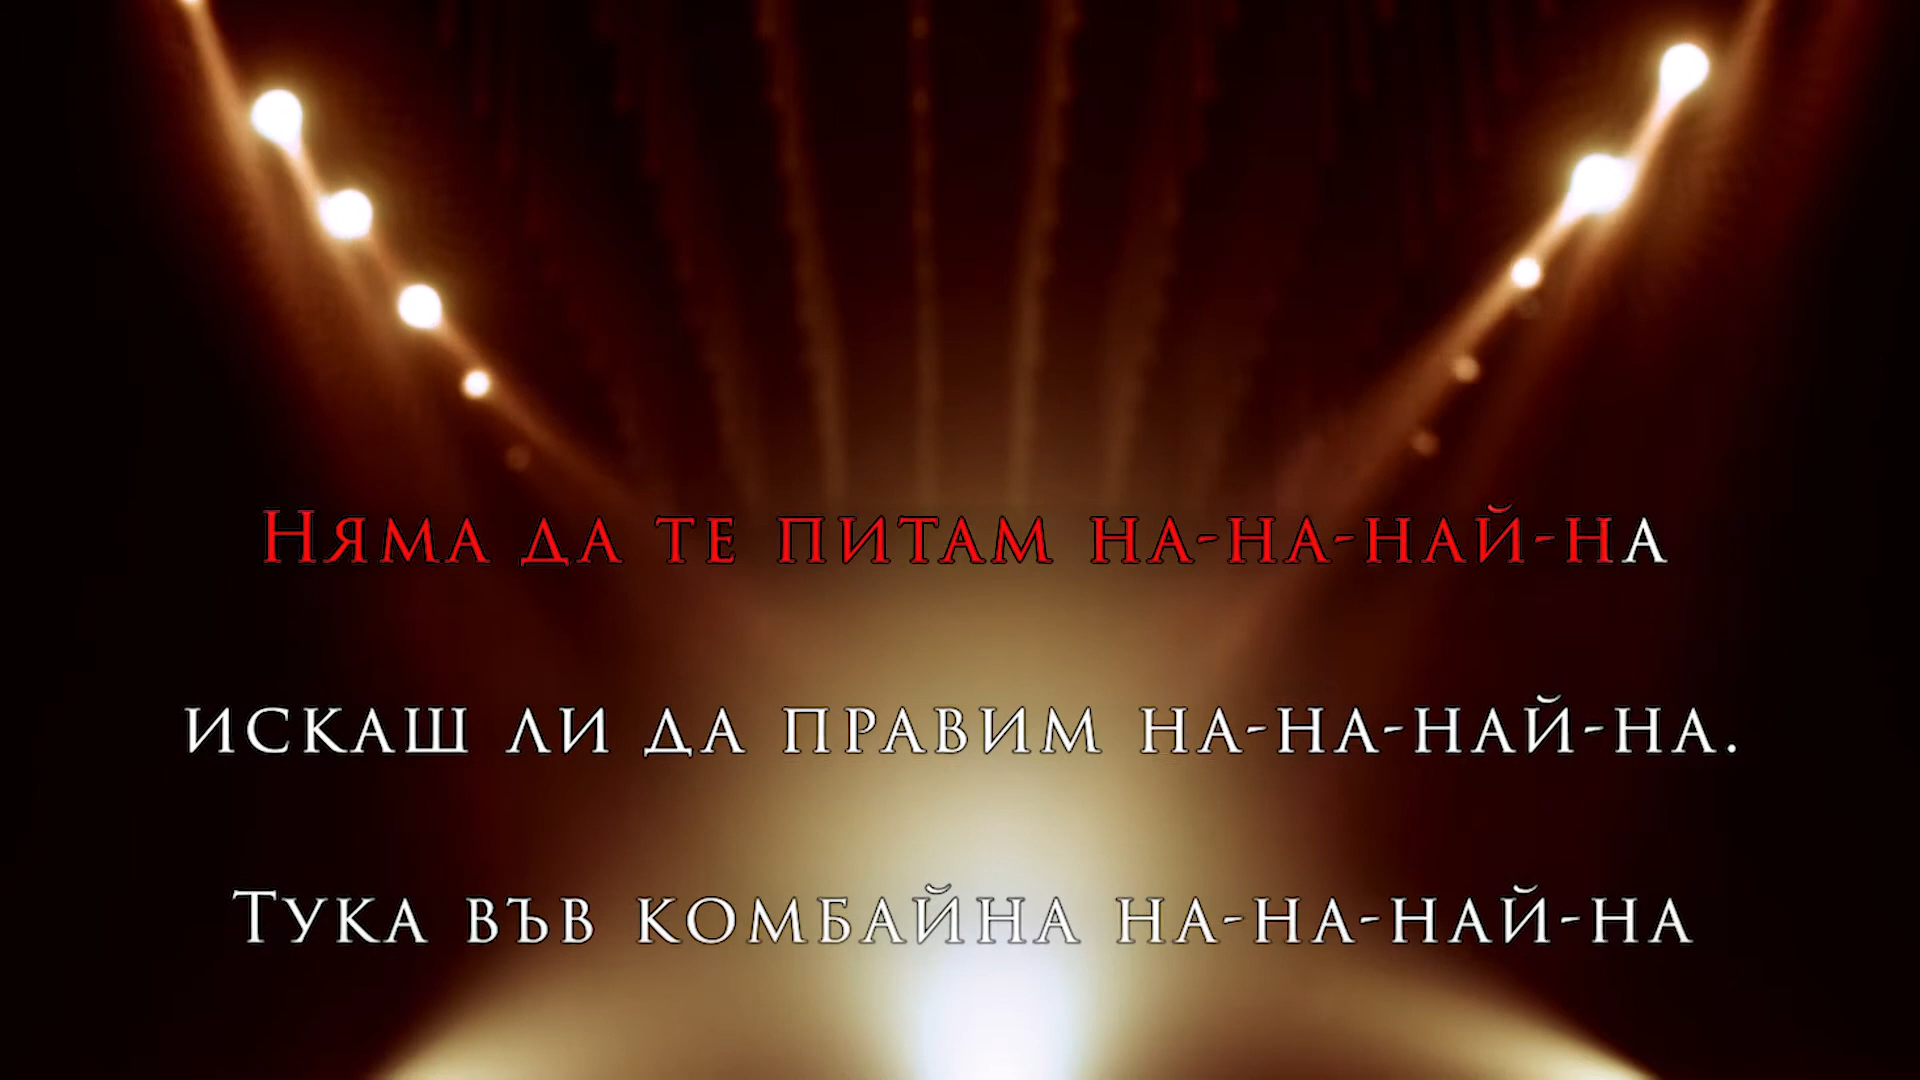 Няма да те питам на-на-най-на
искаш ли да правим на-на-най-на.
Тука във комбайна на-на-най-на